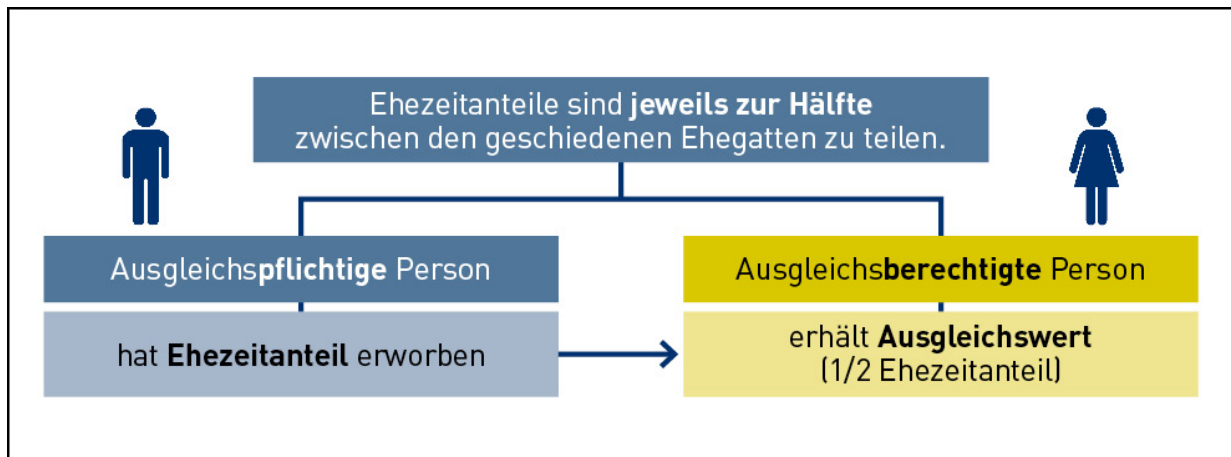 Ehezeitanteile sind jeweils zur Hälfte
zwischen den geschiedenen Ehegatten zu teilen.
Ausgleichspflichtige Person
hat Ehezeitanteil erworben
Ausgleichsberechtigte Person
erhält Ausgleichswert
(1/2 Ehezeitanteil)